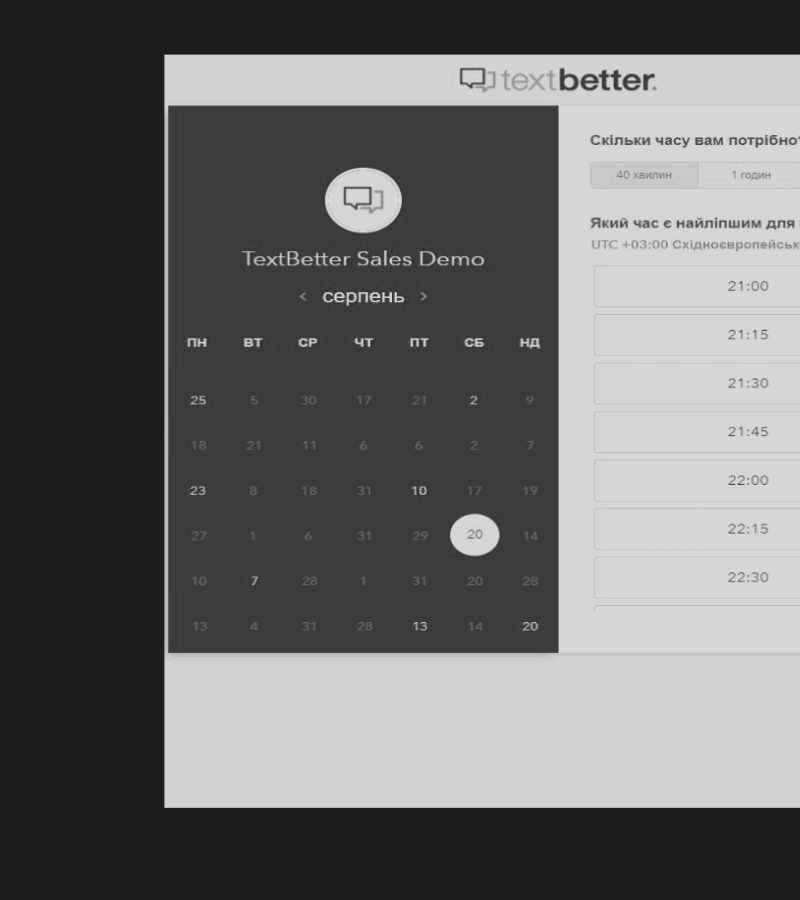 textbetter.
TextBetter Sales Demo
< серпень >
ПН ВТ СР ЧТ ПТ СБ НД
25 5 30 17 21 2 9
18 21 11 6 6 2 7
23 8 18 31 10 17 19
27 1 6 31 29 20 14
10 7 28 1 31 20 28
13 4 31 28 13 14 20
Скільки часу вам потрібно?
40 хвилин 1 годин
Який час є найліпшим для
UTC +03:00 Східноєвропейськ
21:00
21:15
21:30
21:45
22:00
22:15
22:30